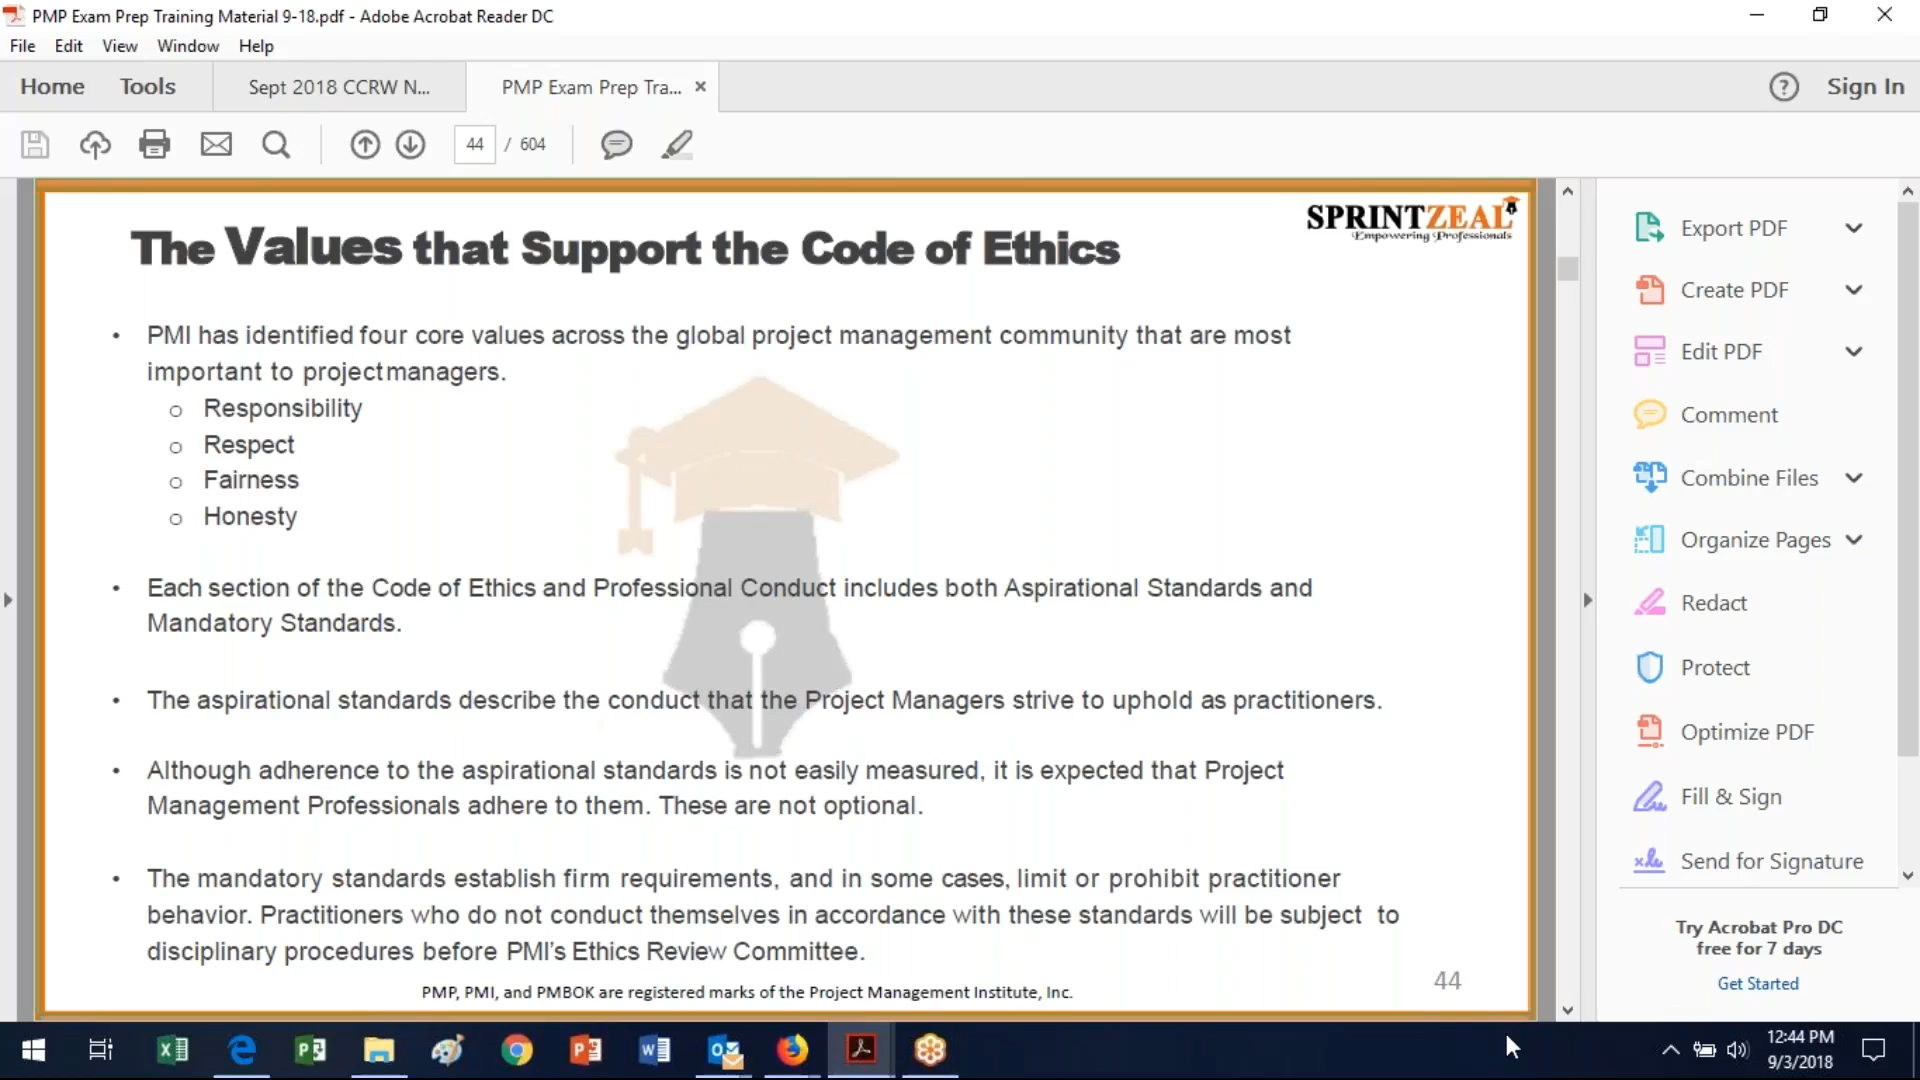 PMP Exam Prep Training Material 9-18.pdf - Adobe Acrobat Reader DC
File Edit View Window Help
Home Tools Sept 2018 CCRW N... PMP Exam Prep Tra... × ? Sign In
44 / 604
SPRINTZEAL
Empowering Professionals
The Values that Support the Code of Ethics
• PMI has identified four core values across the global project management community that are most
important to projectmanagers.
o Responsibility
o Respect
o Fairness
o Honesty
• Each section of the Code of Ethics and Professional Conduct includes both Aspirational Standards and
Mandatory Standards.
• The aspirational standards describe the conduct that the Project Managers strive to uphold as practitioners.
• Although adherence to the aspirational standards is not easily measured, it is expected that Project
Management Professionals adhere to them. These are not optional.
• The mandatory standards establish firm requirements, and in some cases, limit or prohibit practitioner
behavior. Practitioners who do not conduct themselves in accordance with these standards will be subject to
disciplinary procedures before PMI's Ethics Review Committee.
44
PMP, PMI, and PMBOK are registered marks of the Project Management Institute, Inc.
Export PDF
Create PDF
Edit PDF
Comment
Combine Files
Organize Pages
Redact
Protect
Optimize PDF
Fill & Sign
Send for Signature
Try Acrobat Pro DC
free for 7 days
Get Started
12:44 PM
9/3/2018